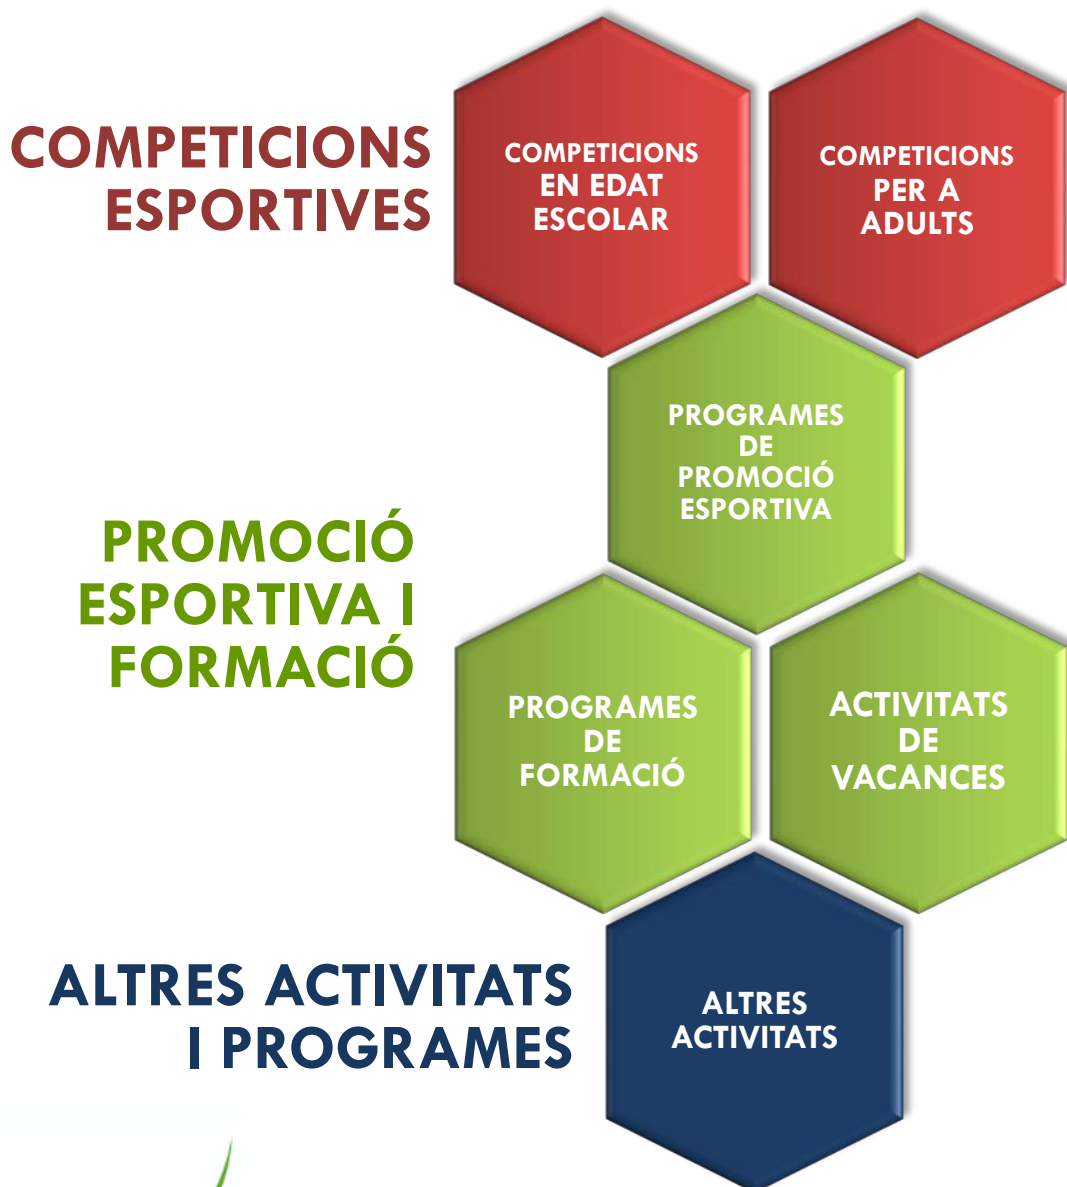 COMPETICIONS
ESPORTIVES
COMPETICIONS
EN EDAT
ESCOLAR
COMPETICIONS
PER A
ADULTS
PROMOCIÓ
ESPORTIVA I
FORMACIÓ
PROGRAMES
DE
PROMOCIÓ
ESPORTIVA
PROGRAMES
DE
FORMACIÓ
ACTIVITATS
DE
VACANCES
ALTRES ACTIVITATS
I PROGRAMES
ALTRES
ACTIVITATS